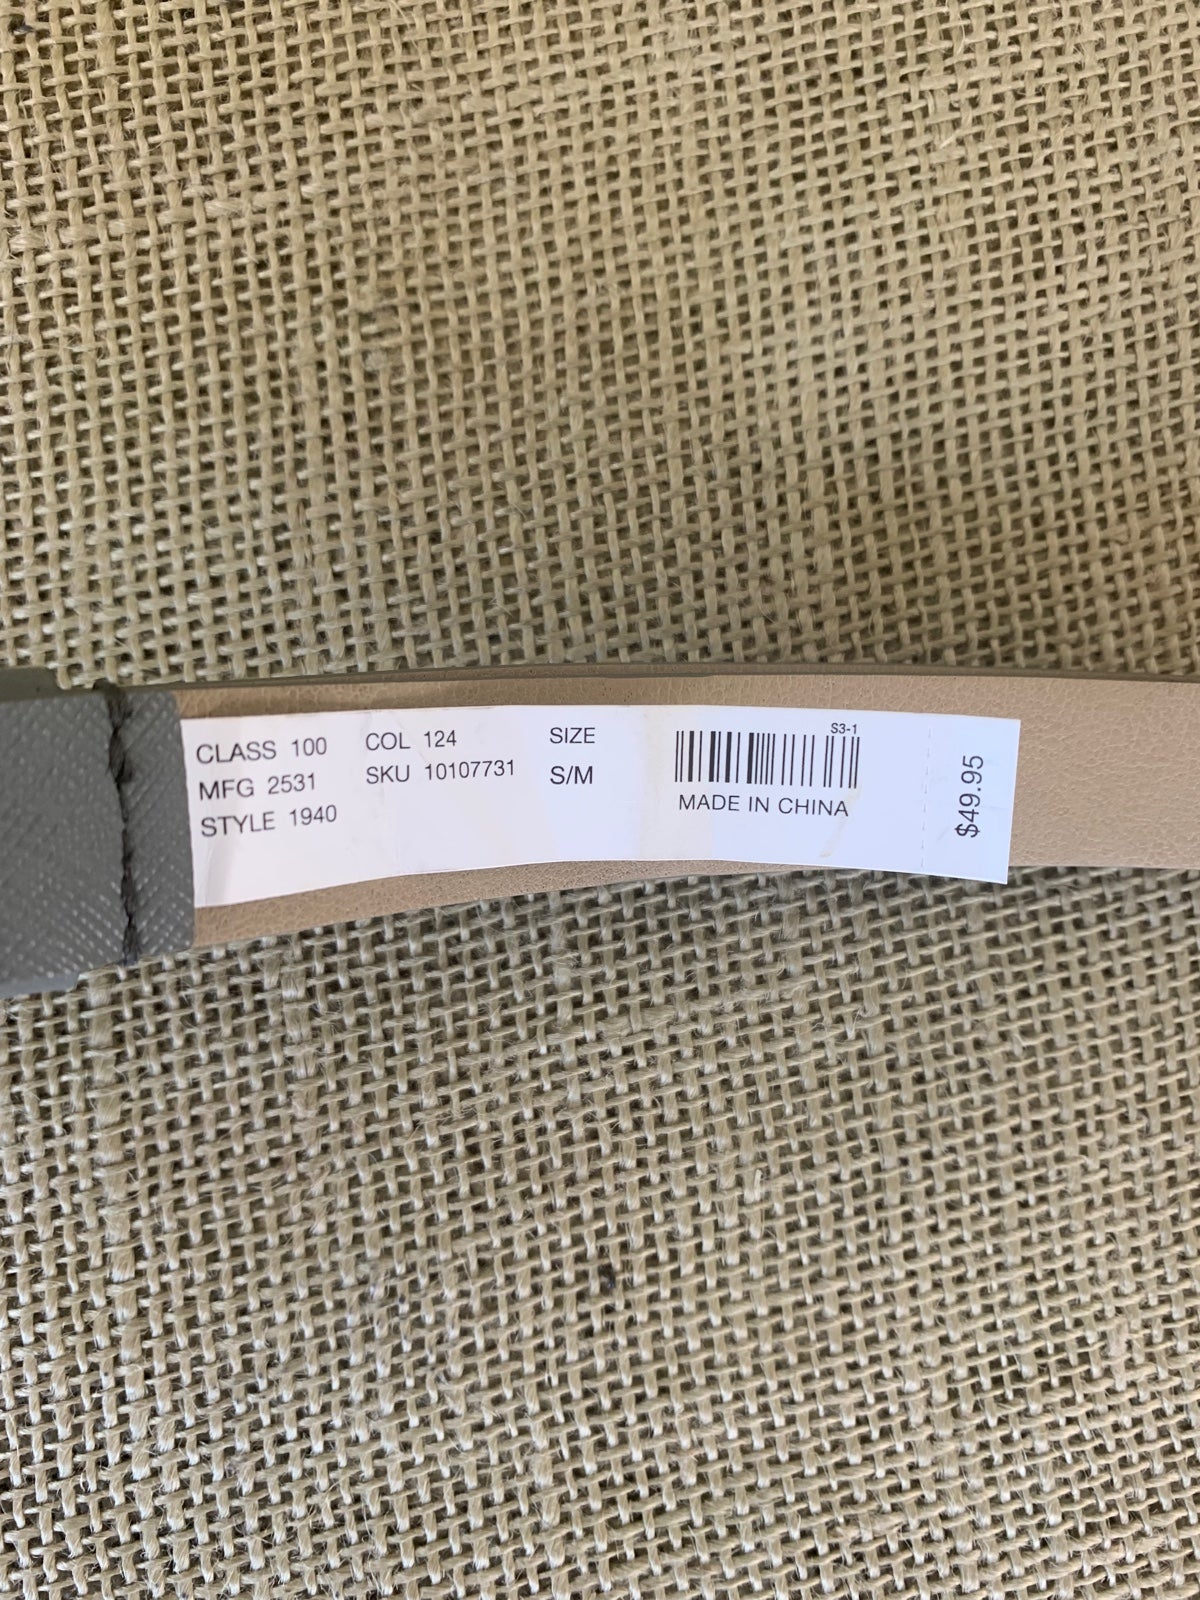 CLASS 100 COL 124 SIZE
MFG 2531 SKU 10107731 S/M
STYLE 1940
S3-1
MADE IN CHINA
$49.95